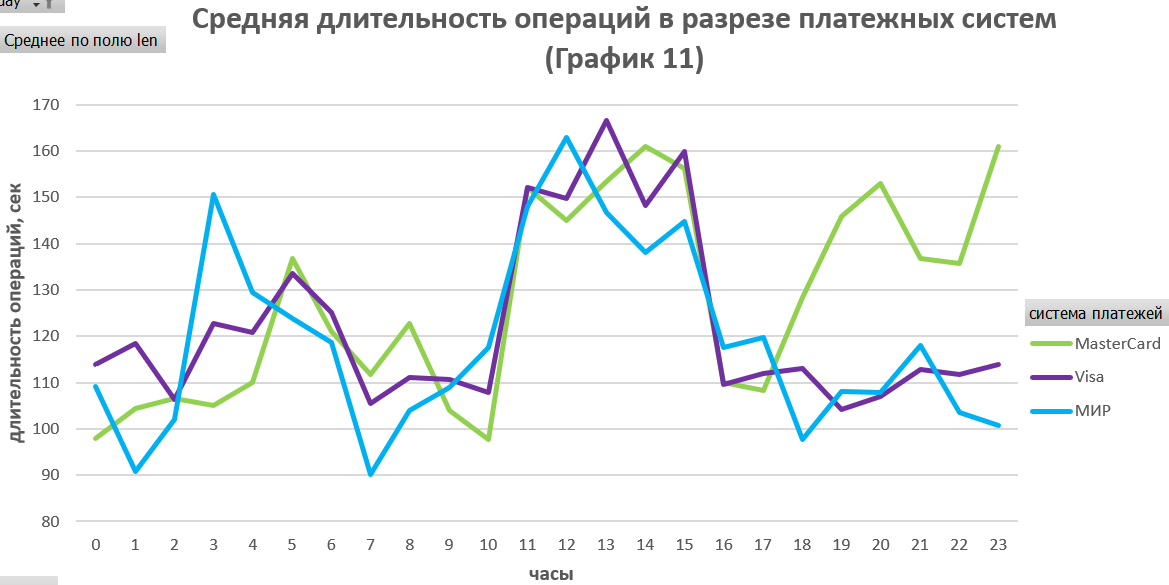 Средняя длительность операций в разрезе платежных систем
(График 11)
Среднее по полю len
170
160
150
140
130
120
110
100
90
80
длительность операций, сек
0 1 2 3 4 5 6 7 8 9 10 11 12 13 14 15 16 17 18 19 20 21 22 23
часы
система платежей
MasterCard
Visa
МИР